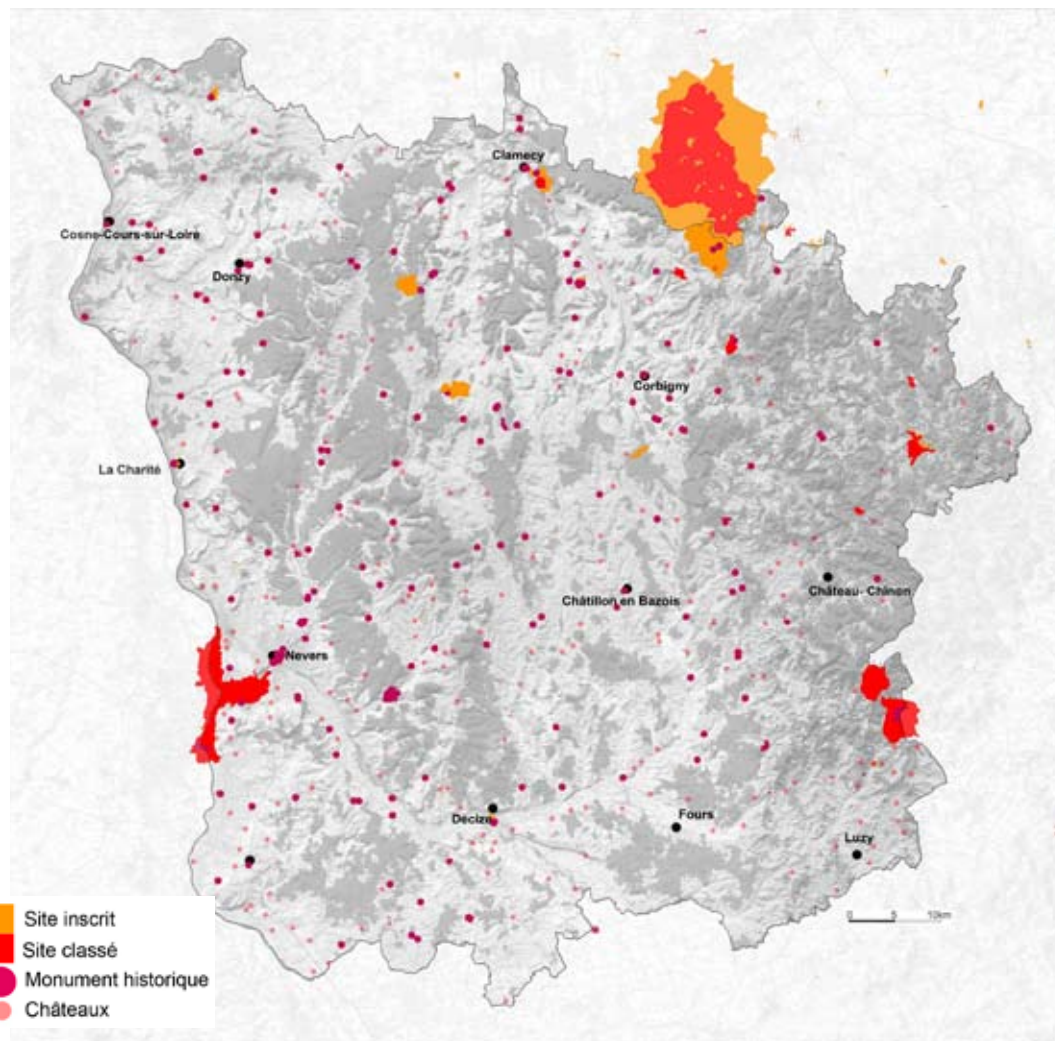 Clamecy
Cosne-Cours-sur-Loire
Donzy
Corbigny
La Charité
Châtillon en Bazois
Château- Chinon
Nevers
Decize
Fours
Luzy
0 5 10km
Site inscrit
Site classé
Monument historique
Châteaux